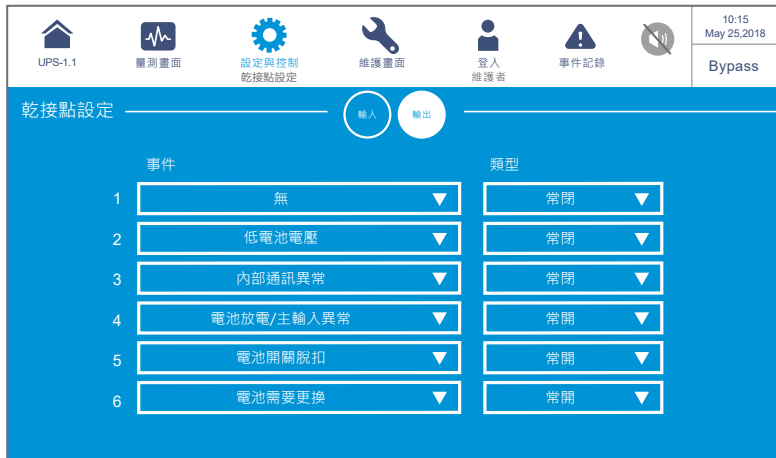 UPS-1.1
量測畫面
設定與控制
乾接點設定
維護畫面
登入
維護者
事件記錄
10:15
May 25,2018
Bypass
乾接點設定
輸入
輸出
事件 類型
1 無 常閉
2 低電池電壓 常閉
3 內部通訊異常 常閉
4 電池放電/主輸入異常 常開
5 電池開關脫扣 常開
6 電池需要更換 常開